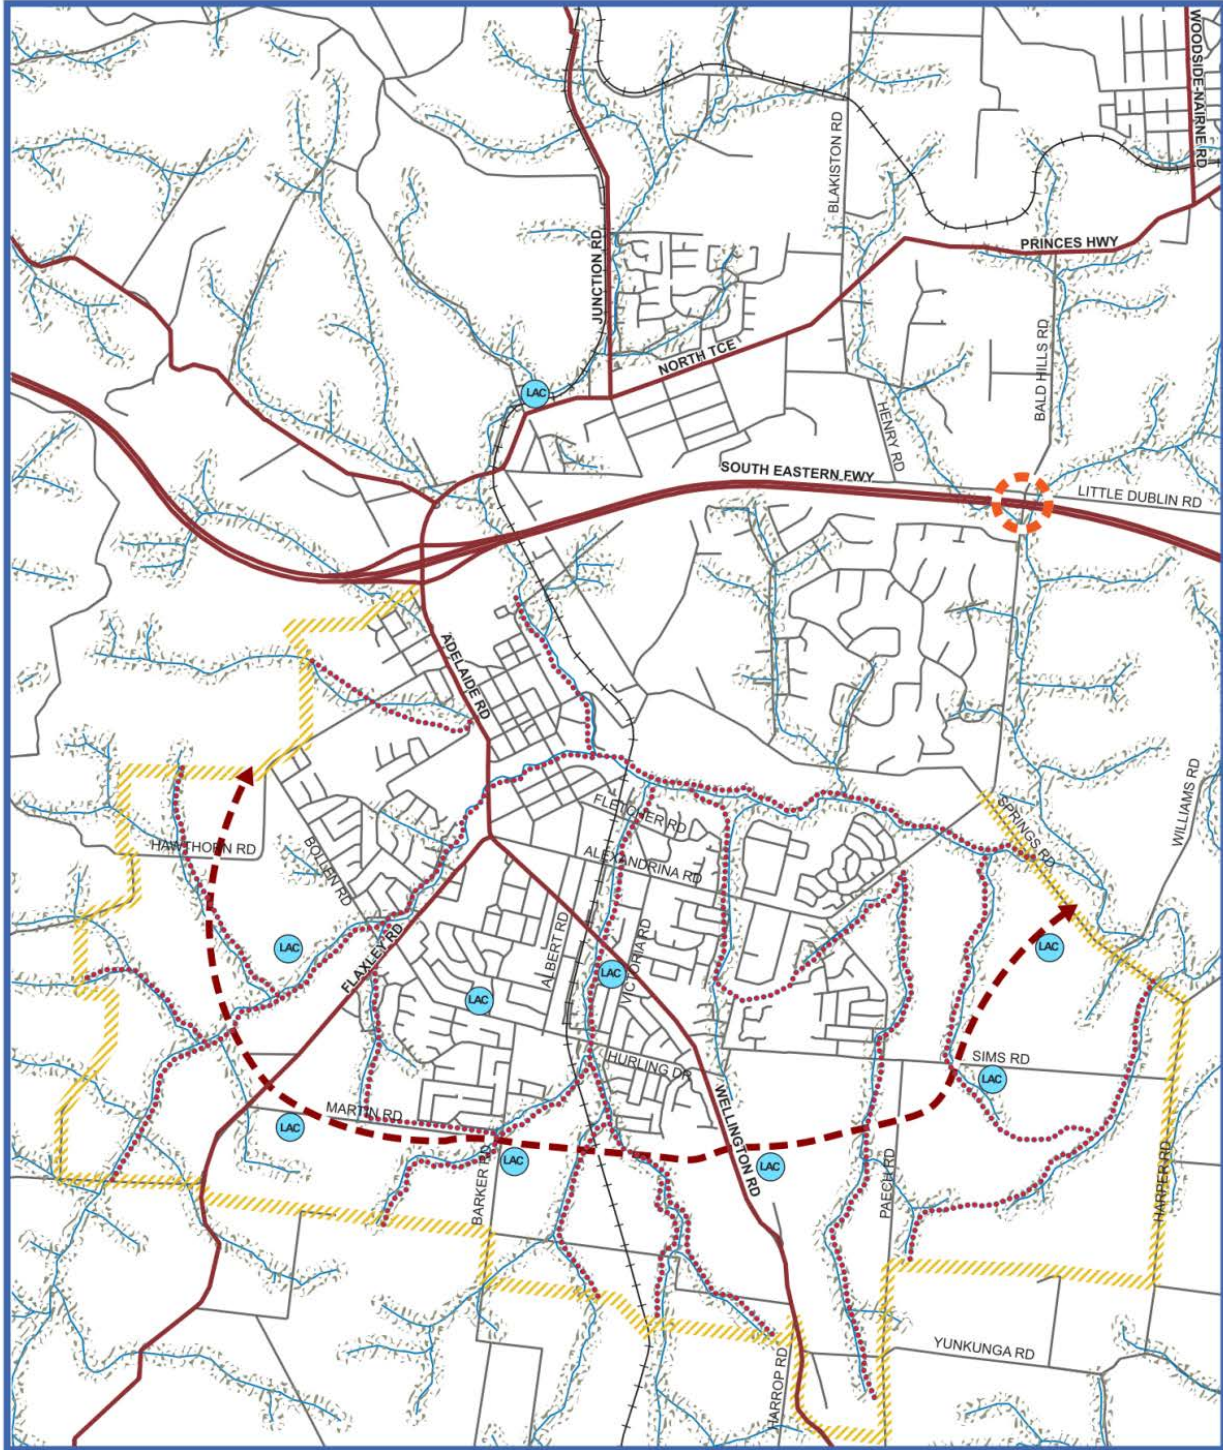 WOODSIDE-NAIRNE RD
BLAKISTON RD
JUNCTION RD
PRINCES HWY
NORTH TCE
BALD HILLS RD
LAC
HENRY RD
SOUTH EASTERN FWY
LITTLE DUBLIN RD
ADELAIDE RD
WILLIAMS RD
FLETCHER RD
SPRINGS RD
HAWTHORN RD
BOLLEN RD
ALEXANDRINA RD
ALBERT RD
VICTORIA RD
FLAXLEY RD
LAC
LAC
LAC
LAC
HURLING DR
SIMS RD
LAC
MARTIN RD
LAC
WELLINGTON RD
LAC
LAC
BARKER RD
PAECH RD
HARPER RD
YUNKUNGA RD
HARROP RD